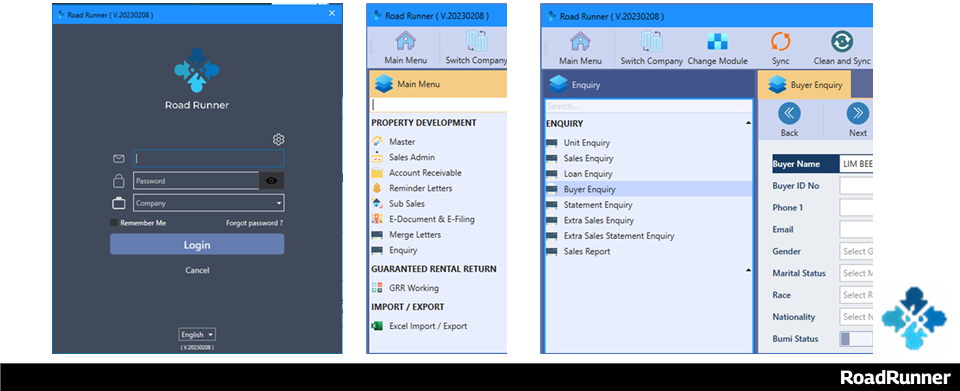 Road Runner ( V.20230208 )
Road Runner
Password
Company
Remember Me
Forgot password ?
Login
Cancel
English
( V.20230208 )
Road Runner ( V.20230208 )
Main Menu
Switch Company
Main Menu
PROPERTY DEVELOPMENT
Master
Sales Admin
Account Receivable
Reminder Letters
Sub Sales
E-Document & E-Filing
Merge Letters
Enquiry
GUARANTEED RENTAL RETURN
GRR Working
IMPORT / EXPORT
Excel Import / Export
Road Runner ( V.20230208 )
Main Menu
Switch Company
Change Module
Sync
Clean and Sync
Enquiry
Search...
ENQUIRY
Unit Enquiry
Sales Enquiry
Loan Enquiry
Buyer Enquiry
Statement Enquiry
Extra Sales Enquiry
Extra Sales Statement Enquiry
Sales Report
Buyer Enquiry
Back
Next
Buyer Name LIM BEE
Buyer ID No
Phone 1
Email
Gender Select G
Marital Status Select M
Race Select R
Nationality Select N
Bumi Status
RoadRunner